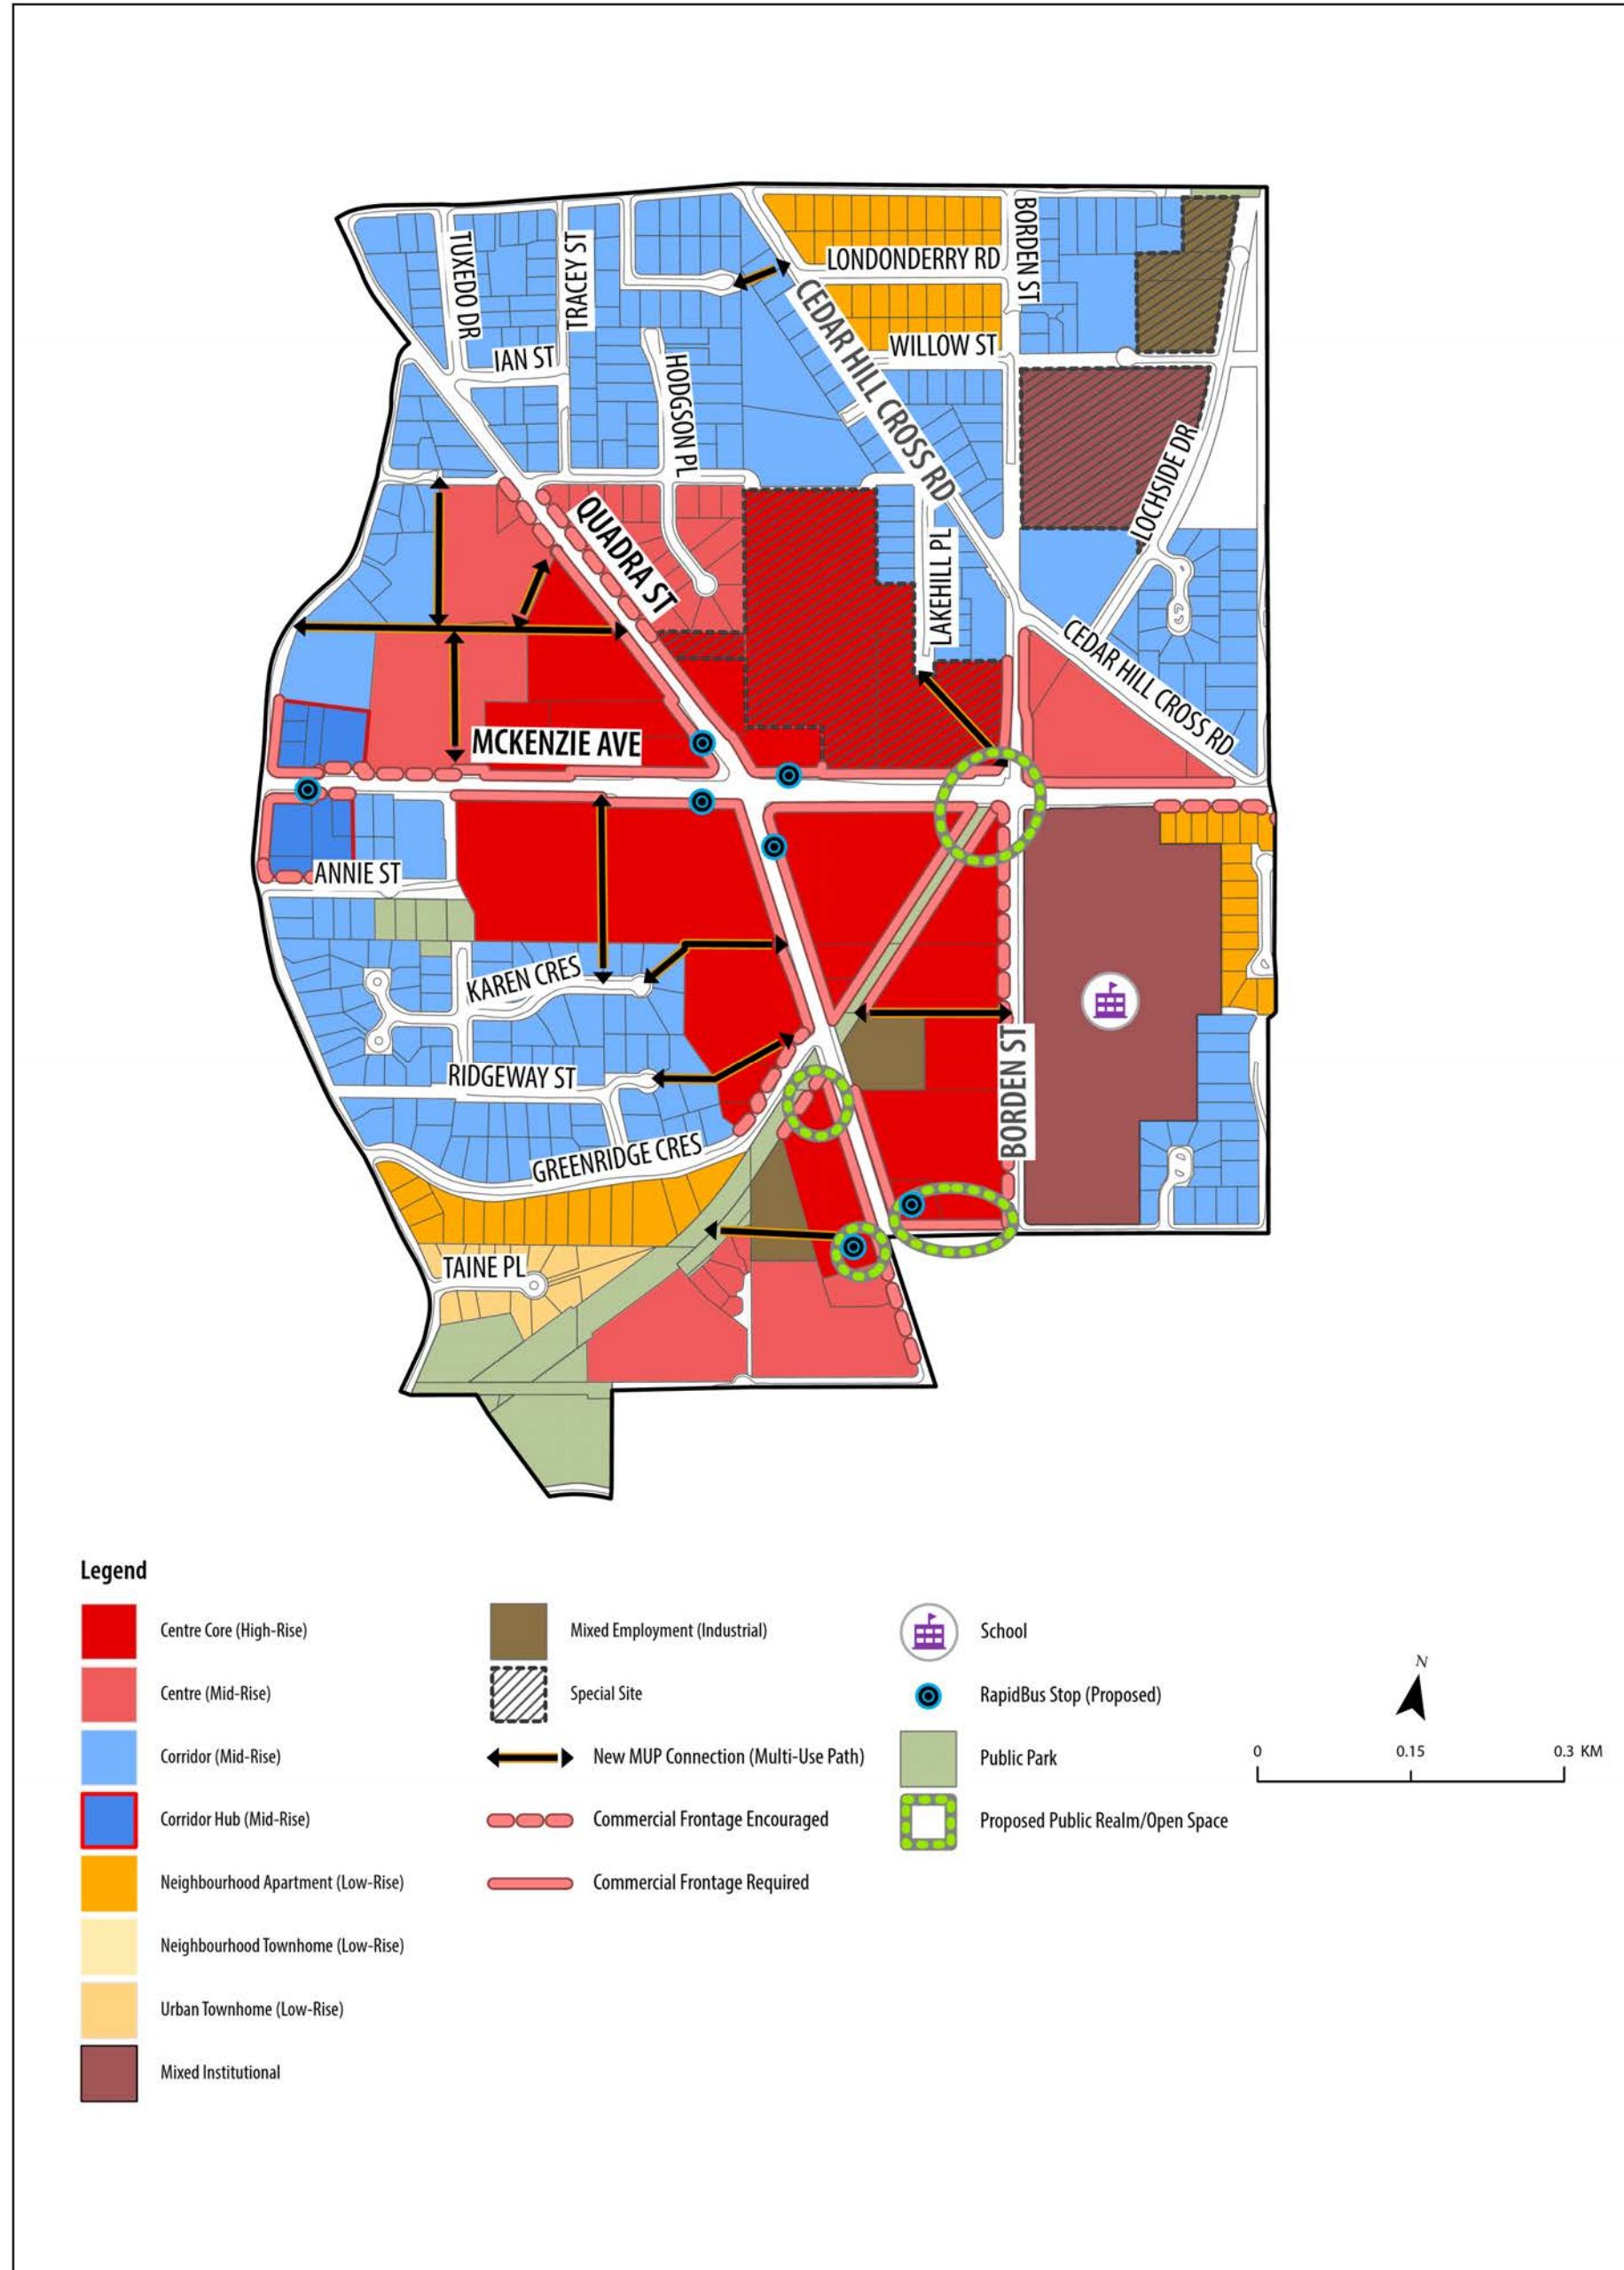 TUXEDO DR
TRACEY ST
IAN ST
HODGSON PL
LONDONDERRY RD
BORDEN ST
WILLOW ST
CEDAR HILL CROSS RD
LOCHSIDE DR
QUADRA ST
LAKEHILL PL
CEDAR HILL CROSS RD
MCKENZIE AVE
ANNIE ST
KAREN CRES
RIDGEWAY ST
BORDEN ST
GREENRIDGE CRES
TAINE PL
Legend
Centre Core (High-Rise)
Centre (Mid-Rise)
Corridor (Mid-Rise)
Corridor Hub (Mid-Rise)
Neighbourhood Apartment (Low-Rise)
Neighbourhood Townhome (Low-Rise)
Urban Townhome (Low-Rise)
Mixed Institutional
Mixed Employment (Industrial)
Special Site
New MUP Connection (Multi-Use Path)
Commercial Frontage Encouraged
Commercial Frontage Required
School
RapidBus Stop (Proposed)
Public Park
Proposed Public Realm/Open Space
N
0 0.15 0.3 KM